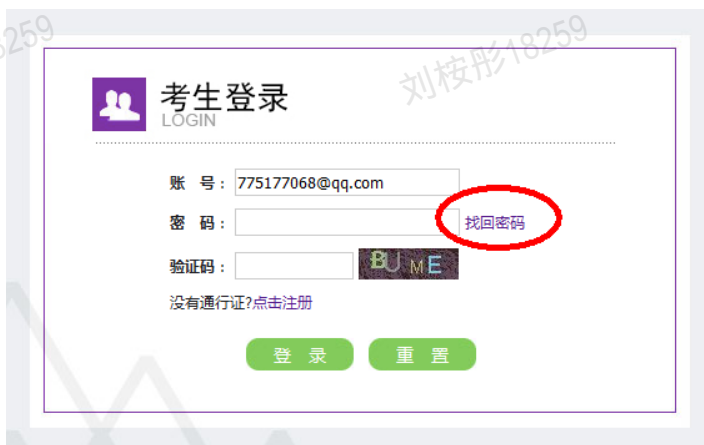 8259
刘桉彤18259
考生登录
LOGIN
账 号：775177068@qq.com
密 码： 找回密码
验证码： BUME
没有通行证?点击注册
登 录 重 置